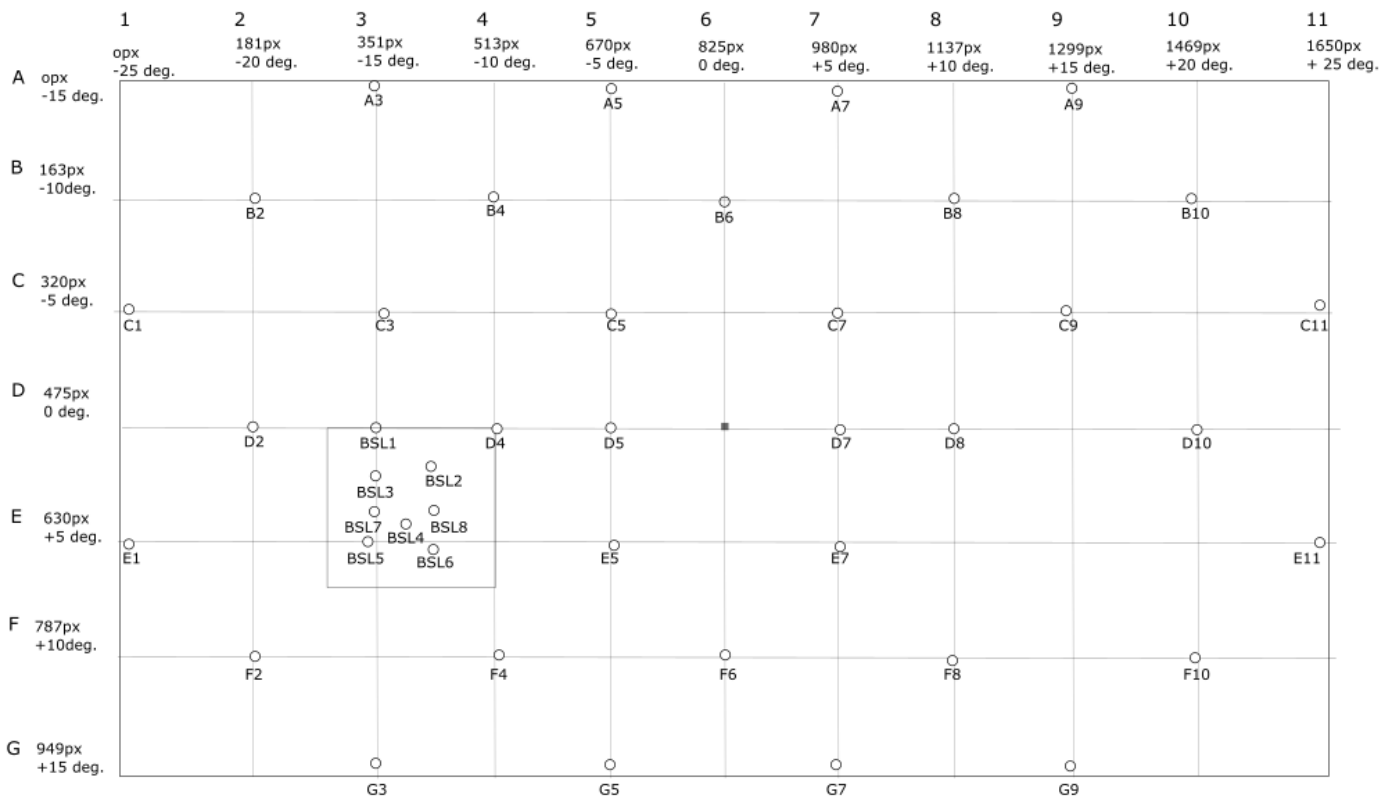 1 2 3 4 5 6 7 8 9 10 11
opx 181px 351px 513px 670px 825px 980px 1137px 1299px 1469px 1650px
-25 deg. -20 deg. -15 deg. -10 deg. -5 deg. 0 deg. +5 deg. +10 deg. +15 deg. +20 deg. + 25 deg.
A opx
-15 deg.
A3 A5 A7 A9
B 163px
-10deg.
B2 B4 B6 B8 B10
C 320px
-5 deg.
C1 C3 C5 C7 C9 C11
D 475px
0 deg.
D2 BSL1 D4 D5 D7 D8 D10
BSL2
BSL3
E 630px
+5 deg.
BSL7 BSL8
BSL4
E1 BSL5 BSL6 E5 E7 E11
F 787px
+10deg.
F2 F4 F6 F8 F10
G 949px
+15 deg.
G3 G5 G7 G9